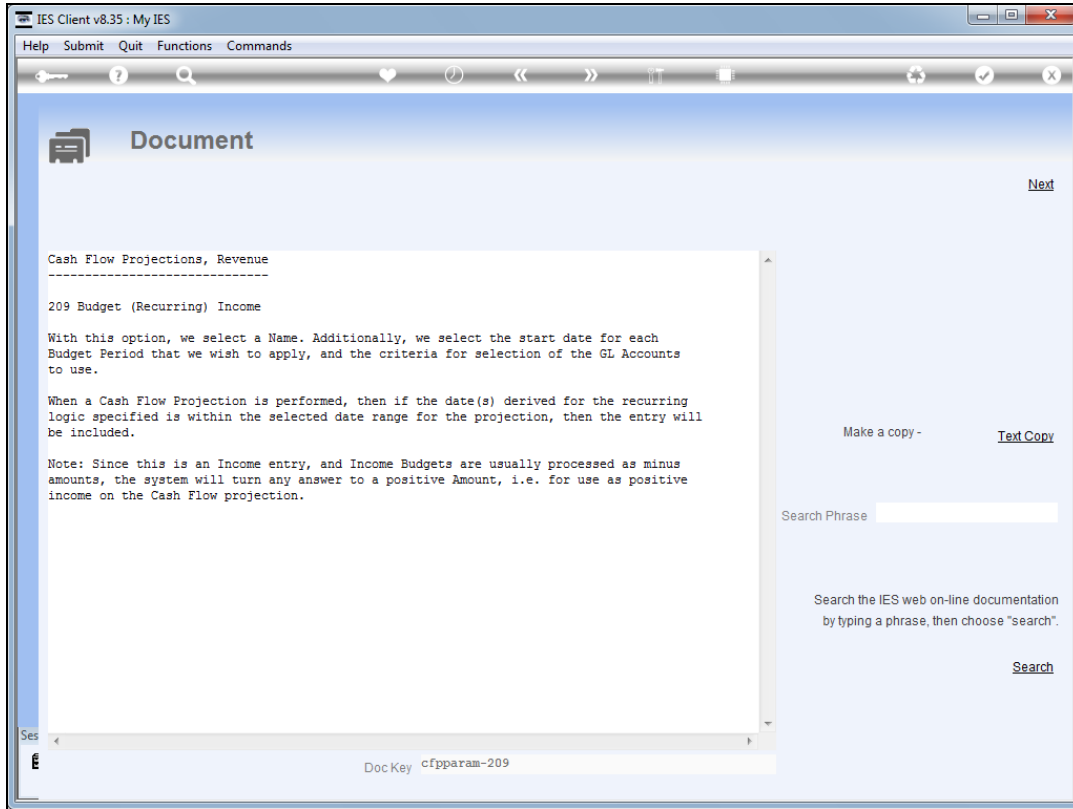 IES Client v8.35 : My IES
Help Submit Quit Functions Commands
Document
Next
Cash Flow Projections, Revenue
------------------------------
209 Budget (Recurring) Income
With this option, we select a Name. Additionally, we select the start date for each
Budget Period that we wish to apply, and the criteria for selection of the GL Accounts
to use.
When a Cash Flow Projection is performed, then if the date(s) derived for the recurring
logic specified is within the selected date range for the projection, then the entry will
be included.
Note: Since this is an Income entry, and Income Budgets are usually processed as minus
amounts, the system will turn any answer to a positive Amount, i.e. for use as positive
income on the Cash Flow projection.
Make a copy - Text Copy
Search Phrase
Search the IES web on-line documentation
by typing a phrase, then choose "search".
Search
Ses
Doc Key cfpparam-209